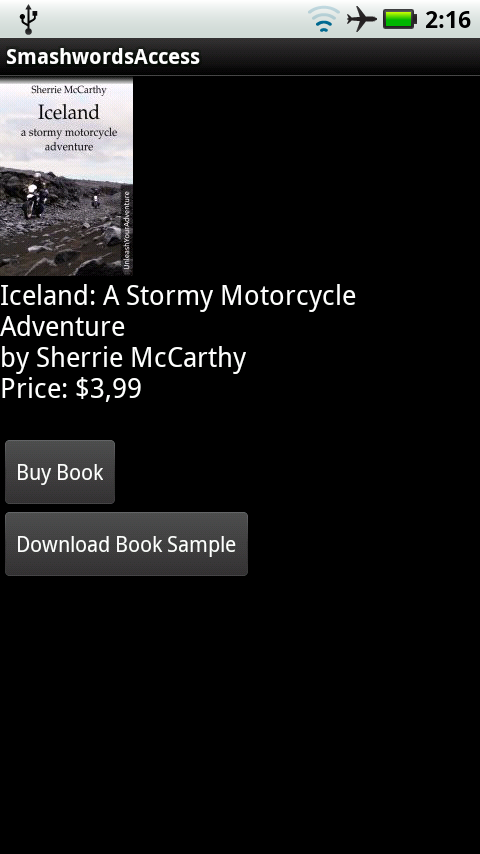 2:16
SmashwordsAccess
Sherrie McCarthy
Iceland
a stormy motorcycle
adventure
UnleashYourAdventure
Iceland: A Stormy Motorcycle
Adventure
by Sherrie McCarthy
Price: $3,99
Buy Book
Download Book Sample